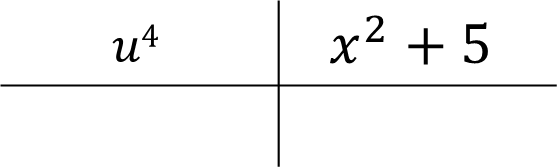 u⁴ x² + 5